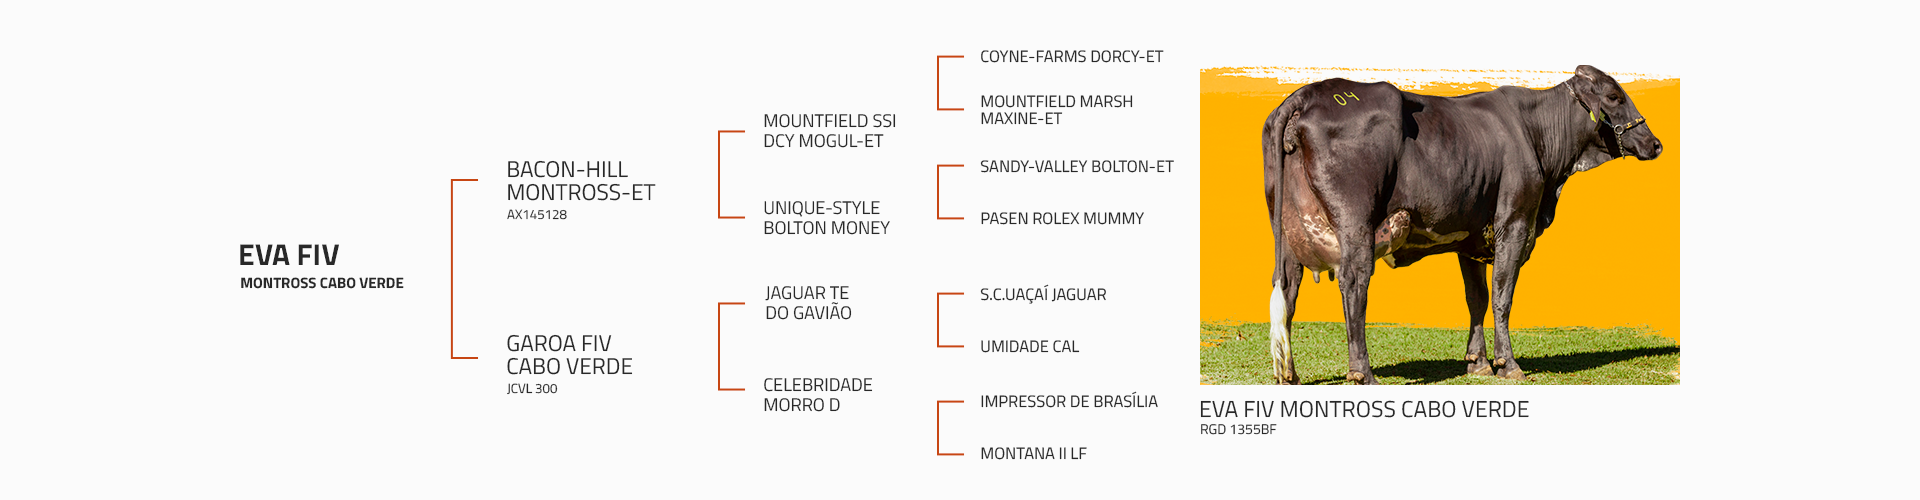 EVA FIV
MONTROSS CABO VERDE
BACON-HILL
MONTROSS-ET
AX145128
GAROA FIV
CABO VERDE
JCVL 300
MOUNTFIELD SSI
DCY MOGUL-ET
UNIQUE-STYLE
BOLTON MONEY
JAGUAR TE
DO GAVIÃO
CELEBRIDADE
MORRO D
COYNE-FARMS DORCY-ET
MOUNTFIELD MARSH
MAXINE-ET
SANDY-VALLEY BOLTON-ET
PASEN ROLEX MUMMY
S.C.UAÇAÍ JAGUAR
UMIDADE CAL
IMPRESSOR DE BRASÍLIA
MONTANA II LF
04
EVA FIV MONTROSS CABO VERDE
RGD 1355BF